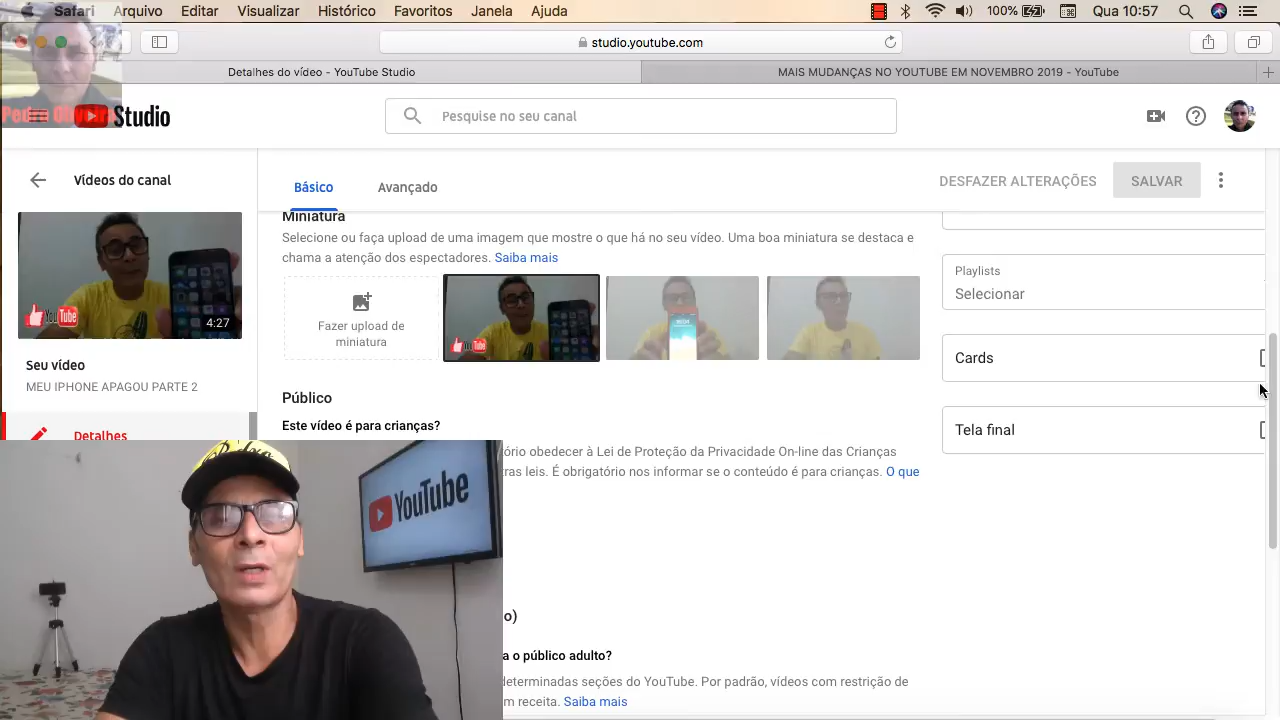 Safari Arquivo Editar Visualizar Histórico Favoritos Janela Ajuda 100% Qua 10:57
studio.youtube.com
Detalhes do vídeo - YouTube Studio
MAIS MUDANÇAS NO YOUTUBE EM NOVEMBRO 2019 - YouTube
Studio
Pesquise no seu canal
Vídeos do canal
Básico Avançado
DESFAZER ALTERAÇÕES
SALVAR
4:27
Seu vídeo
MEU IPHONE APAGOU PARTE 2
Detalhes
Miniatura
Selecione ou faça upload de uma imagem que mostre o que há no seu vídeo. Uma boa miniatura se destaca e
chama a atenção dos espectadores. Saiba mais
Fazer upload de
miniatura
Público
Este vídeo é para crianças?
tório obedecer à Lei de Proteção da Privacidade On-line das Crianças
tras leis. É obrigatório nos informar se o conteúdo é para crianças. O que
o)
a o público adulto?
determinadas seções do YouTube. Por padrão, vídeos com restrição de
m receita. Saiba mais
Playlists
Selecionar
Cards
Tela final
YouTube